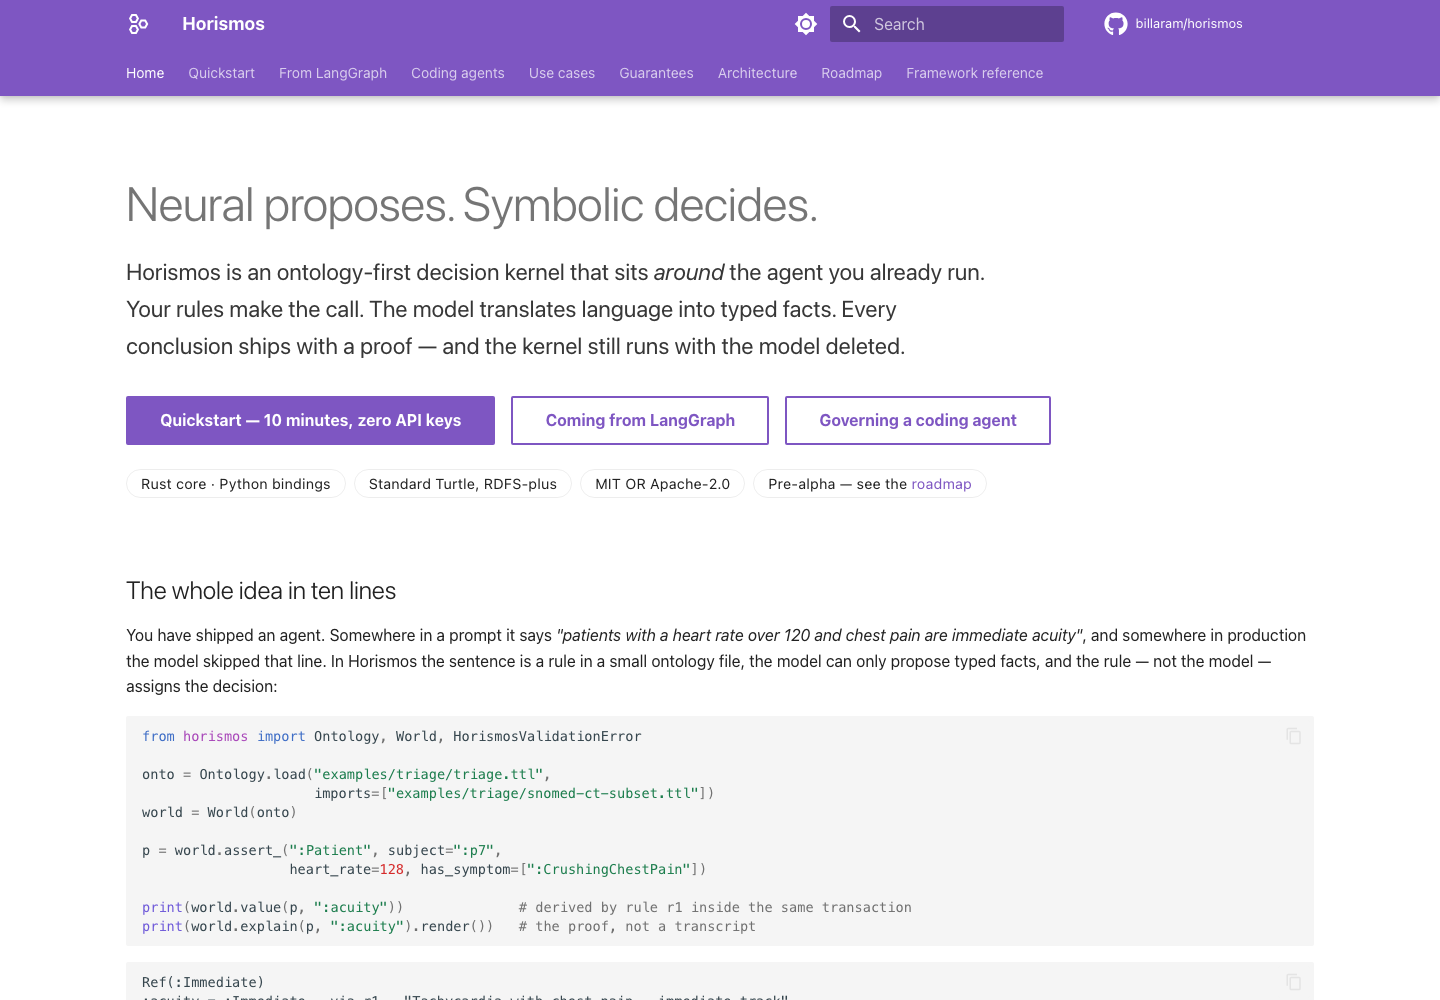 Horismos
Search
billaram/horismos
Home Quickstart From LangGraph Coding agents Use cases Guarantees Architecture Roadmap Framework reference
Neural proposes. Symbolic decides.
Horismos is an ontology-first decision kernel that sits around the agent you already run.
Your rules make the call. The model translates language into typed facts. Every
conclusion ships with a proof — and the kernel still runs with the model deleted.
Quickstart — 10 minutes, zero API keys
Coming from LangGraph
Governing a coding agent
Rust core · Python bindings
Standard Turtle, RDFS-plus
MIT OR Apache-2.0
Pre-alpha — see the roadmap
The whole idea in ten lines
You have shipped an agent. Somewhere in a prompt it says "patients with a heart rate over 120 and chest pain are immediate acuity", and somewhere in production
the model skipped that line. In Horismos the sentence is a rule in a small ontology file, the model can only propose typed facts, and the rule — not the model —
assigns the decision:
from horismos import Ontology, World, HorismosValidationError
onto = Ontology.load("examples/triage/triage.ttl",
imports=["examples/triage/snomed-ct-subset.ttl"])
world = World(onto)
p = world.assert_(":Patient", subject=":p7",
heart_rate=128, has_symptom=[":CrushingChestPain"])
print(world.value(p, ":acuity")) # derived by rule r1 inside the same transaction
print(world.explain(p, ":acuity").render()) # the proof, not a transcript
Ref(:Immediate)